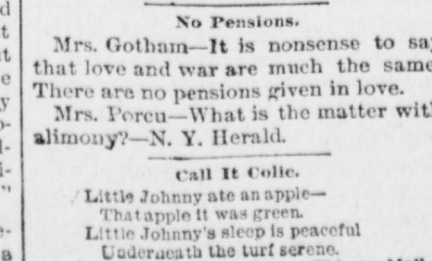 No Pensions.
Mrs. Gotham—It is nonsense to say
that love and war are much the same
There are no pensions given in love.
Mrs. Porcu—What is the matter with
alimony?—N. Y. Herald.
Call It Colic.
Little Johnny ate an apple—
That apple it was green.
Little Johnny's sleep is peaceful
Underneath the turf serene.